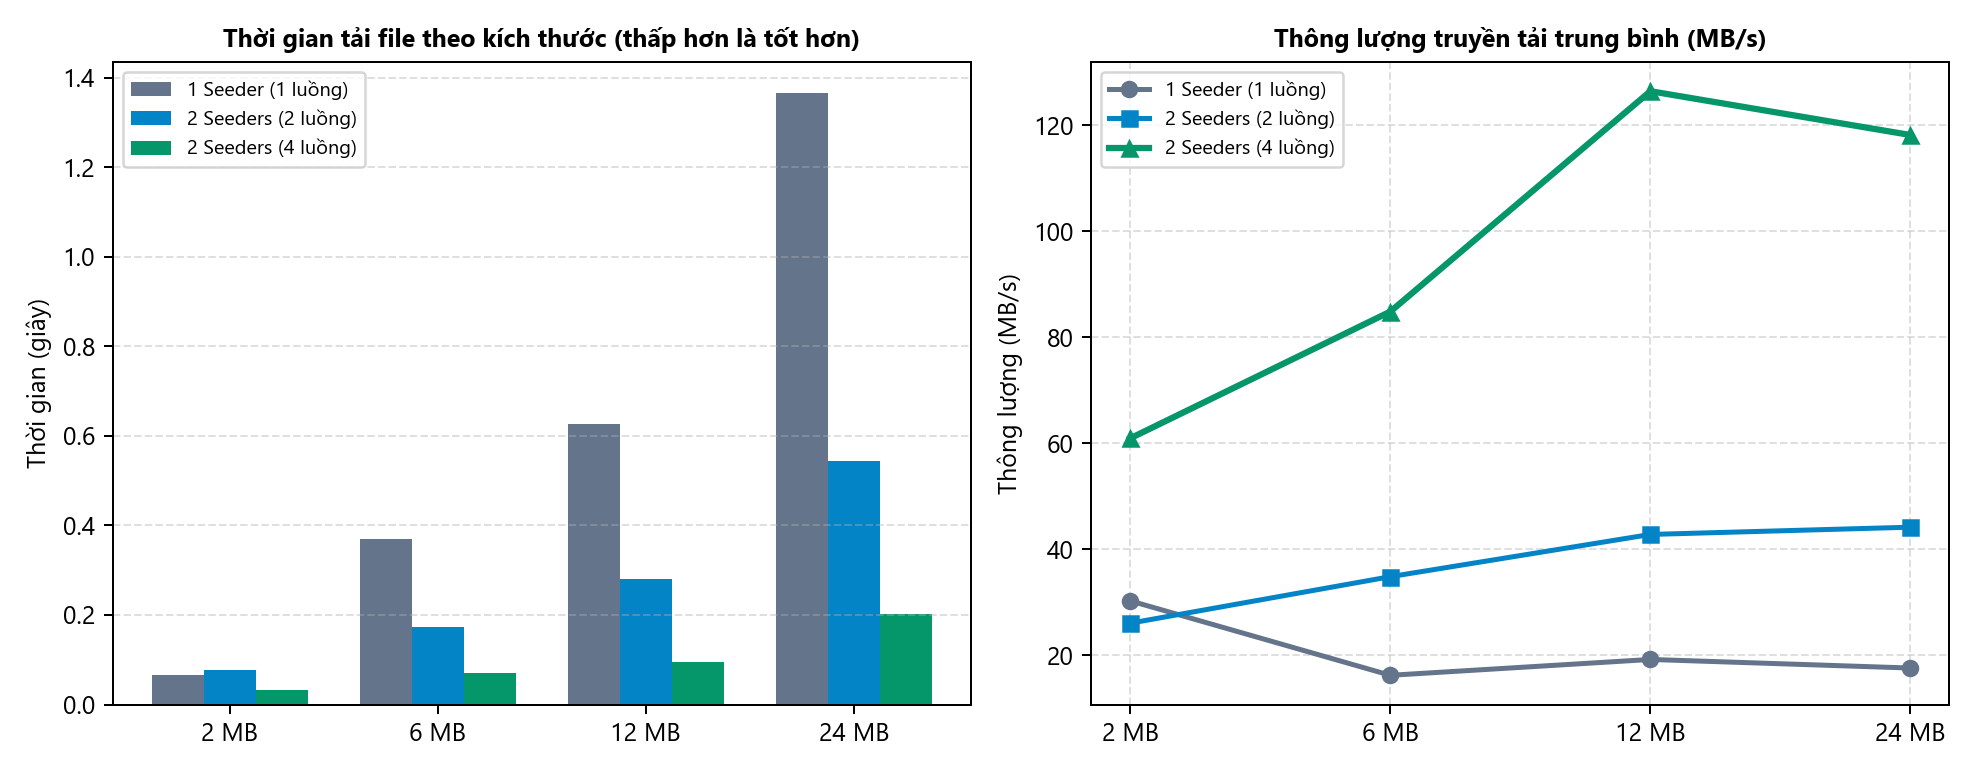 Thời gian tải file theo kích thước (thấp hơn là tốt hơn)
1 Seeder (1 luồng)
2 Seeders (2 luồng)
2 Seeders (4 luồng)
Thời gian (giây)
1.4
1.2
1.0
0.8
0.6
0.4
0.2
0.0
2 MB
6 MB
12 MB
24 MB
Thông lượng truyền tải trung bình (MB/s)
1 Seeder (1 luồng)
2 Seeders (2 luồng)
2 Seeders (4 luồng)
Thông lượng (MB/s)
120
100
80
60
40
20
2 MB
6 MB
12 MB
24 MB